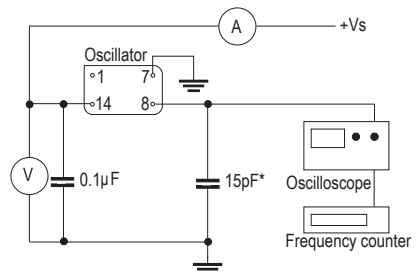 A
+Vs
Oscillator
1 7
14 8
V
0.1µF
15pF*
Oscilloscope
Frequency counter